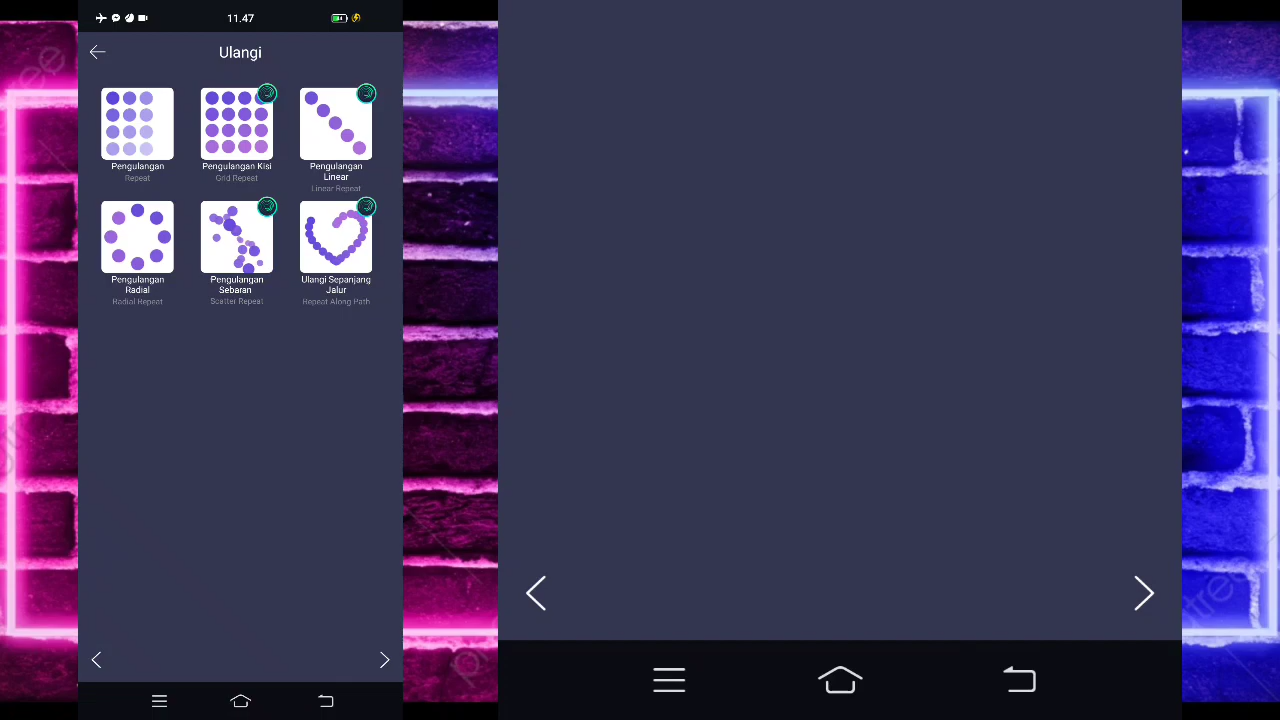 11.47
Ulangi
Pengulangan
Repeat
Pengulangan Kisi
Grid Repeat
Pengulangan
Linear
Linear Repeat
Pengulangan
Radial
Radial Repeat
Pengulangan
Sebaran
Scatter Repeat
Ulangi Sepanjang
Jalur
Repeat Along Path